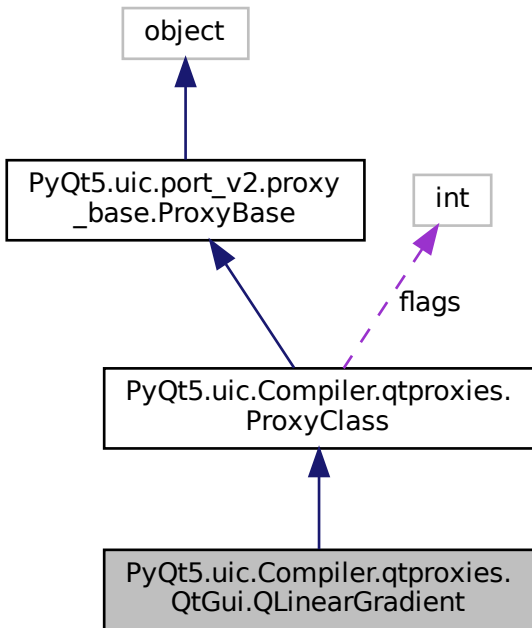 object
PyQt5.uic.port_v2.proxy
_base.ProxyBase
int
flags
PyQt5.uic.Compiler.qtproxies.
ProxyClass
PyQt5.uic.Compiler.qtproxies.
QtGui.QLinearGradient